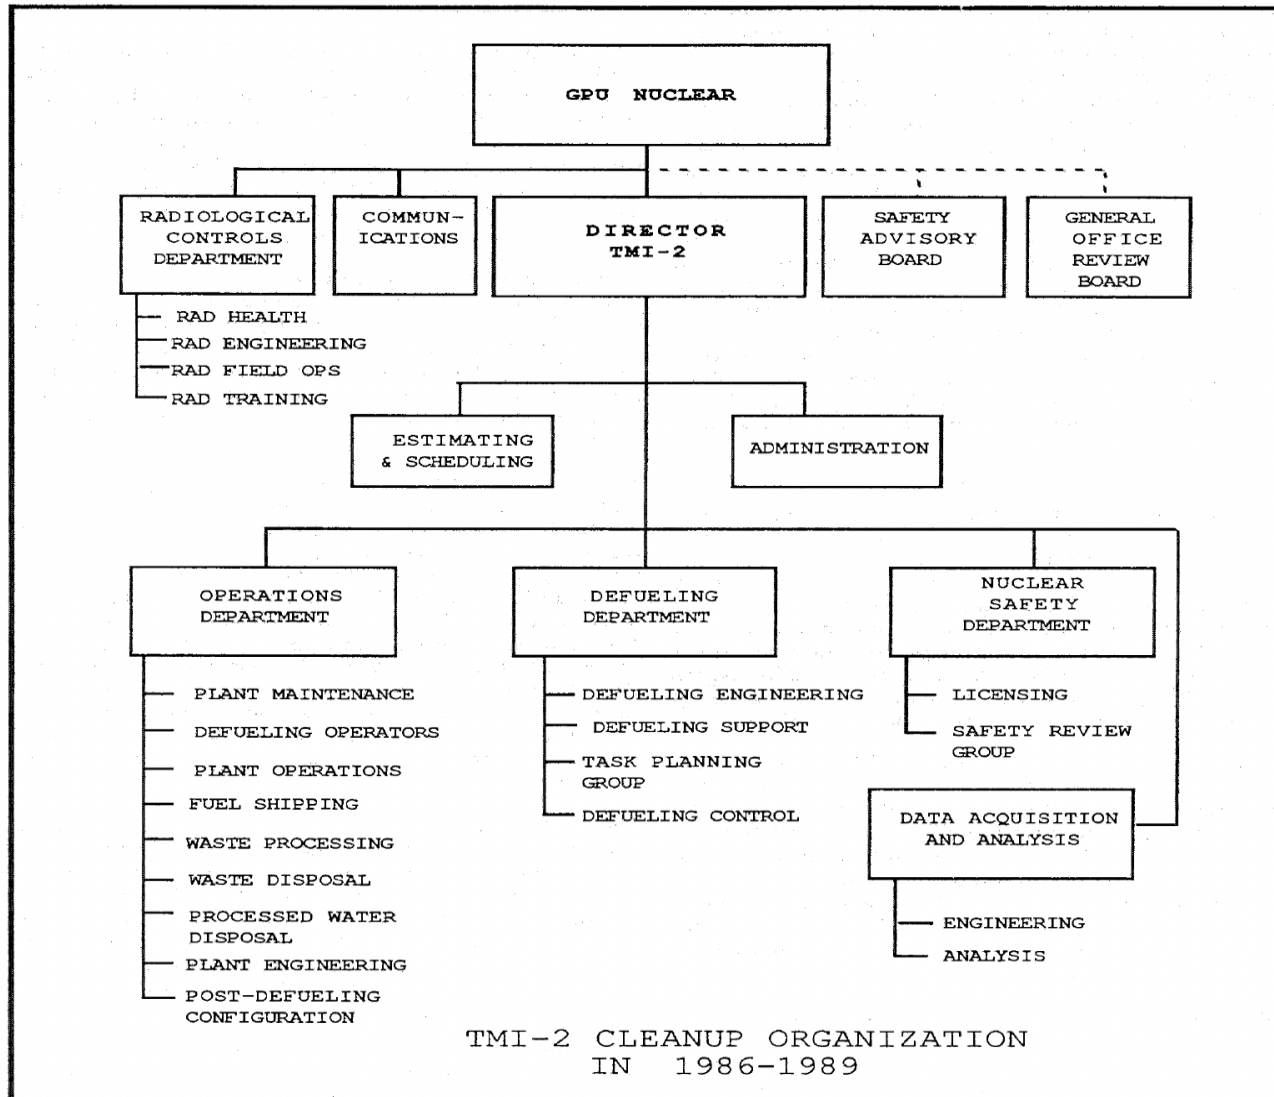 GPU NUCLEAR
RADIOLOGICAL
CONTROLS
DEPARTMENT
COMMUN-
ICATIONS
DIRECTOR
TMI-2
SAFETY
ADVISORY
BOARD
GENERAL
OFFICE
REVIEW
BOARD
RAD HEALTH
RAD ENGINEERING
RAD FIELD OPS
RAD TRAINING
ESTIMATING
& SCHEDULING
ADMINISTRATION
OPERATIONS
DEPARTMENT
DEFUELING
DEPARTMENT
NUCLEAR
SAFETY
DEPARTMENT
PLANT MAINTENANCE
DEFUELING OPERATORS
PLANT OPERATIONS
FUEL SHIPPING
WASTE PROCESSING
WASTE DISPOSAL
PROCESSED WATER
DISPOSAL
PLANT ENGINEERING
POST-DEFUELING
CONFIGURATION
DEFUELING ENGINEERING
DEFUELING SUPPORT
TASK PLANNING
GROUP
DEFUELING CONTROL
LICENSING
SAFETY REVIEW
GROUP
DATA ACQUISITION
AND ANALYSIS
ENGINEERING
ANALYSIS
TMI-2 CLEANUP ORGANIZATION
IN 1986-1989